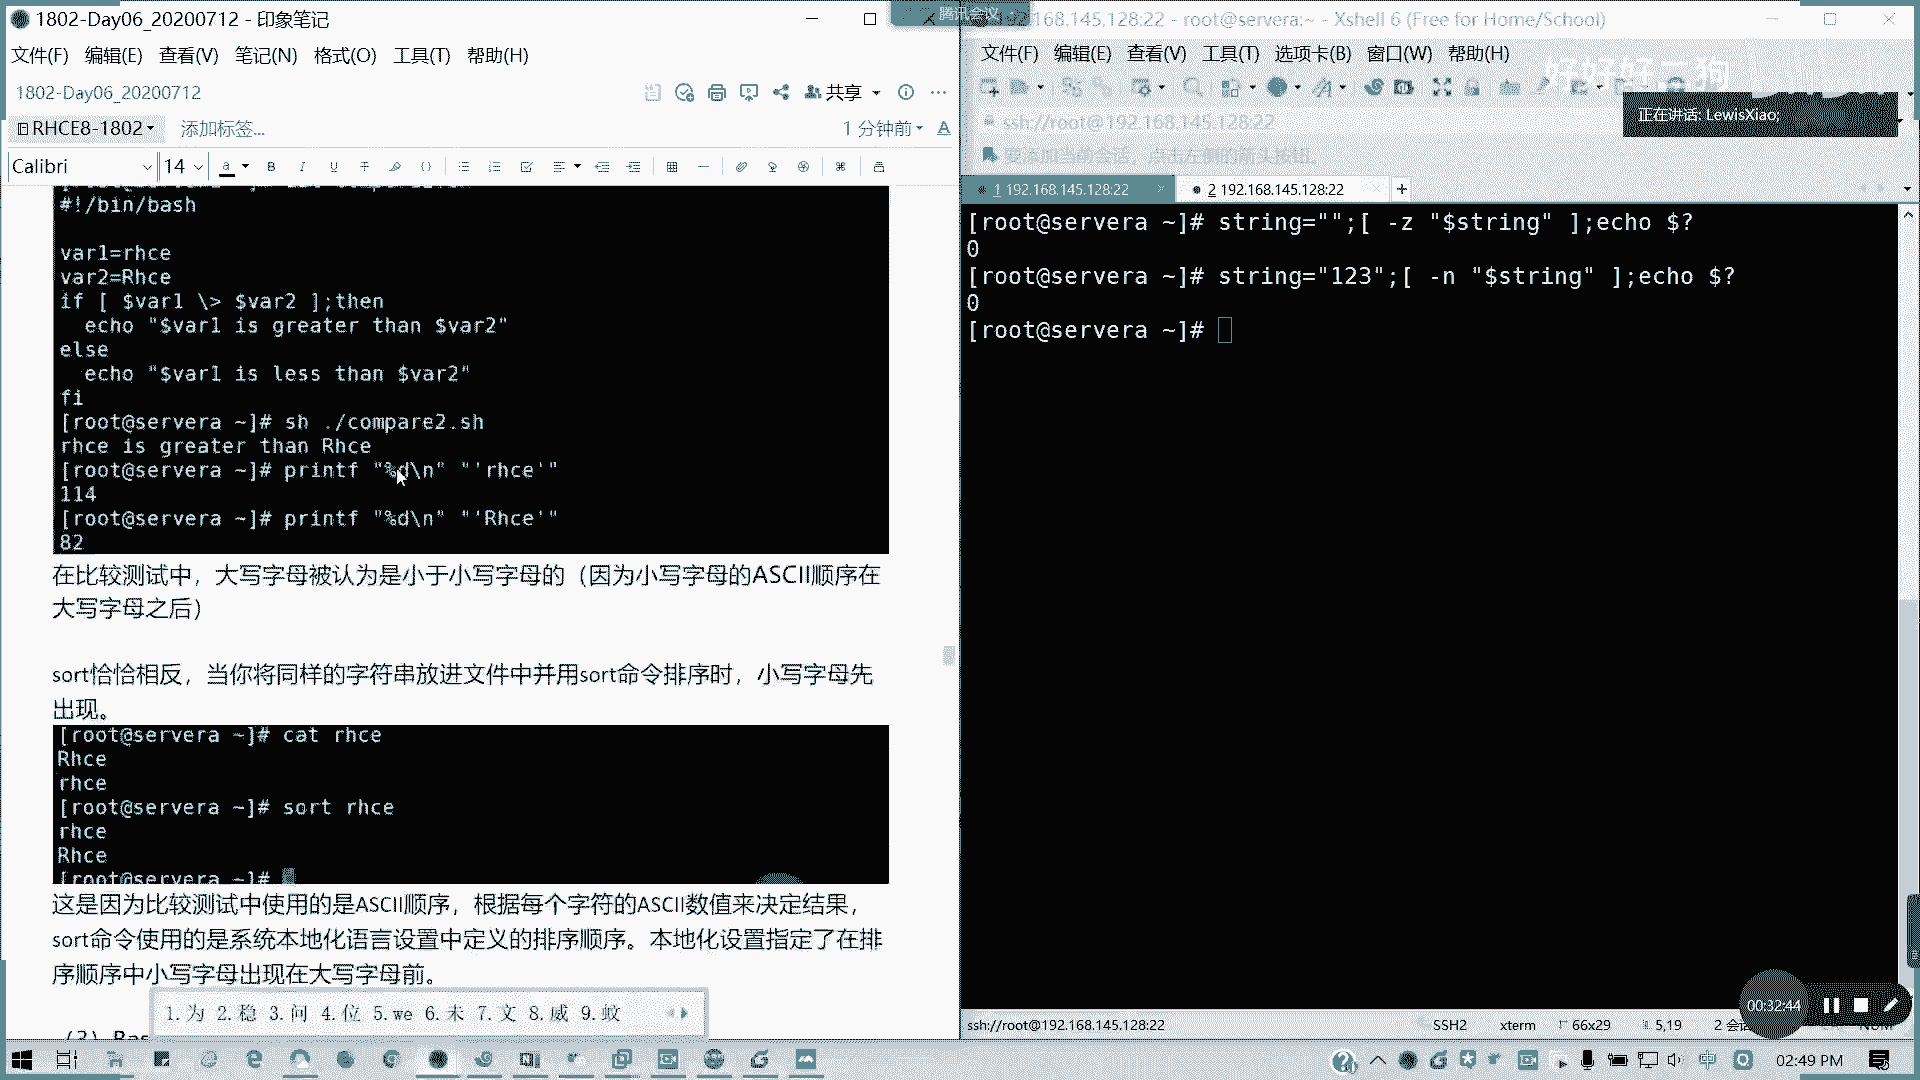 1802-Day06_20200712 - 印象笔记
文件(F) 编辑(E) 查看(V) 笔记(N) 格式(O) 工具(T) 帮助(H)
1802-Day06_20200712
共享
RHCE8-1802
添加标签...
1 分钟前
Calibri 14
#!/bin/bash
var1=rhce
var2=Rhce
if [ $var1 \> $var2 ];then
echo "$var1 is greater than $var2"
else
echo "$var1 is less than $var2"
fi
[root@servera ~]# sh ./compare2.sh
rhce is greater than Rhce
[root@servera ~]# printf "%d\n" "'rhce'"
114
[root@servera ~]# printf "%d\n" "'Rhce'"
82
在比较测试中，大写字母被认为是小于小写字母的（因为小写字母的ASCII顺序在
大写字母之后）
sort恰恰相反，当你将同样的字符串放进文件中并用sort命令排序时，小写字母先
出现。
[root@servera ~]# cat rhce
Rhce
rhce
[root@servera ~]# sort rhce
rhce
Rhce
[root@servera ~]#
这是因为比较测试中使用的是ASCII顺序，根据每个字符的ASCII数值来决定结果，
sort命令使用的是系统本地化语言设置中定义的排序顺序。本地化设置指定了在排
序顺序中小写字母出现在大写字母前。
1.为 2.稳 3.问 4.位 5.we 6.未 7.文 8.威 9.蚊
腾讯会议
192.168.145.128:22 - root@servera:~ - Xshell 6 (Free for Home/School)
文件(F) 编辑(E) 查看(V) 工具(T) 选项卡(B) 窗口(W) 帮助(H)
好好好二狗
正在讲话: LewisXiao;
ssh://root@192.168.145.128:22
要添加当前会话，点击左侧的箭头按钮。
1 192.168.145.128:22
2 192.168.145.128:22
[root@servera ~]# string="";[ -z "$string" ];echo $?
0
[root@servera ~]# string="123";[ -n "$string" ];echo $?
0
[root@servera ~]#
00:32:44
ssh://root@192.168.145.128:22 SSH2 xterm 66x29 5,19
中
02:49 PM